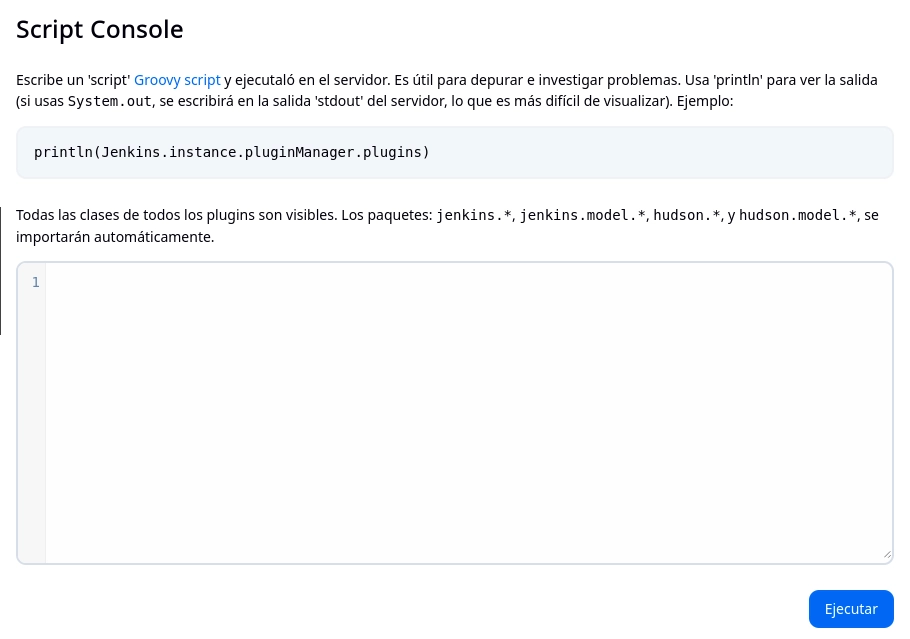 Script Console
Escribe un 'script' Groovy script y ejecutaló en el servidor. Es útil para depurar e investigar problemas. Usa 'println' para ver la salida
(si usas System.out, se escribirá en la salida 'stdout' del servidor, lo que es más difícil de visualizar). Ejemplo:
println(Jenkins.instance.pluginManager.plugins)
Todas las clases de todos los plugins son visibles. Los paquetes: jenkins.*, jenkins.model.*, hudson.*, y hudson.model.*, se
importarán automáticamente.
1
Ejecutar